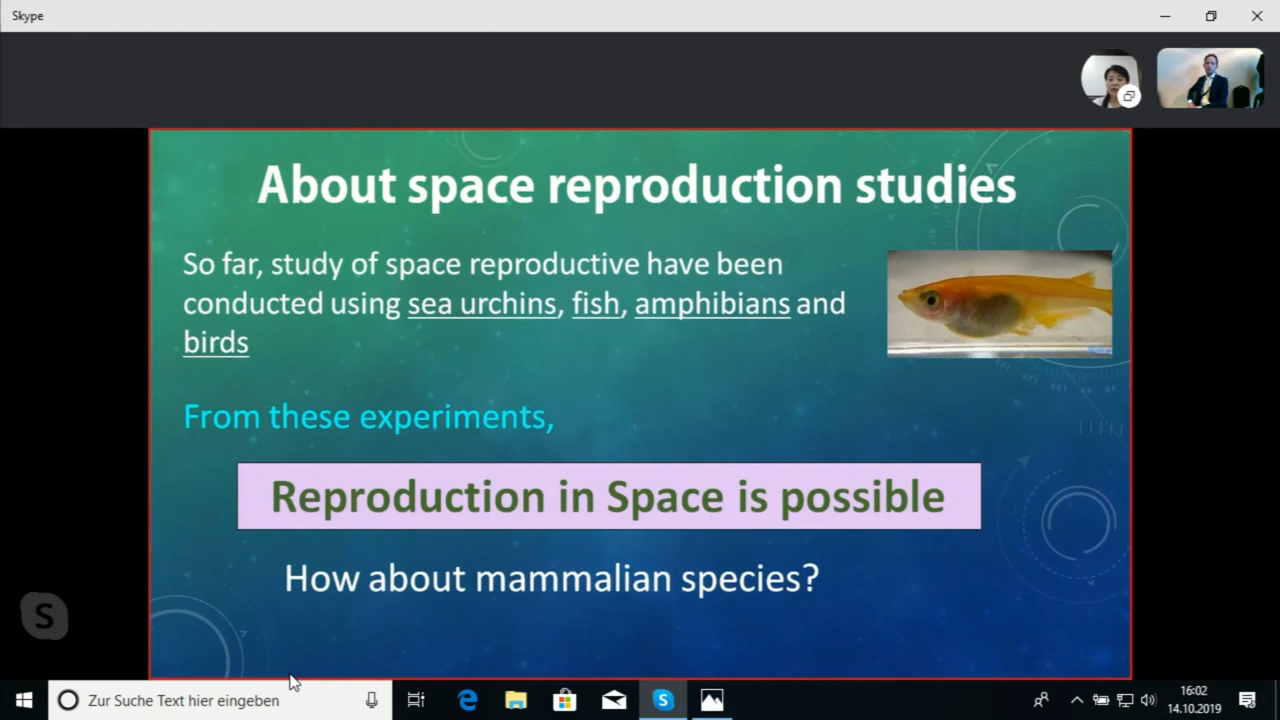 Skype
About space reproduction studies
So far, study of space reproductive have been
conducted using sea urchins, fish, amphibians and
birds
From these experiments,
Reproduction in Space is possible
How about mammalian species?
S
Zur Suche Text hier eingeben
S
16:02
14.10.2019